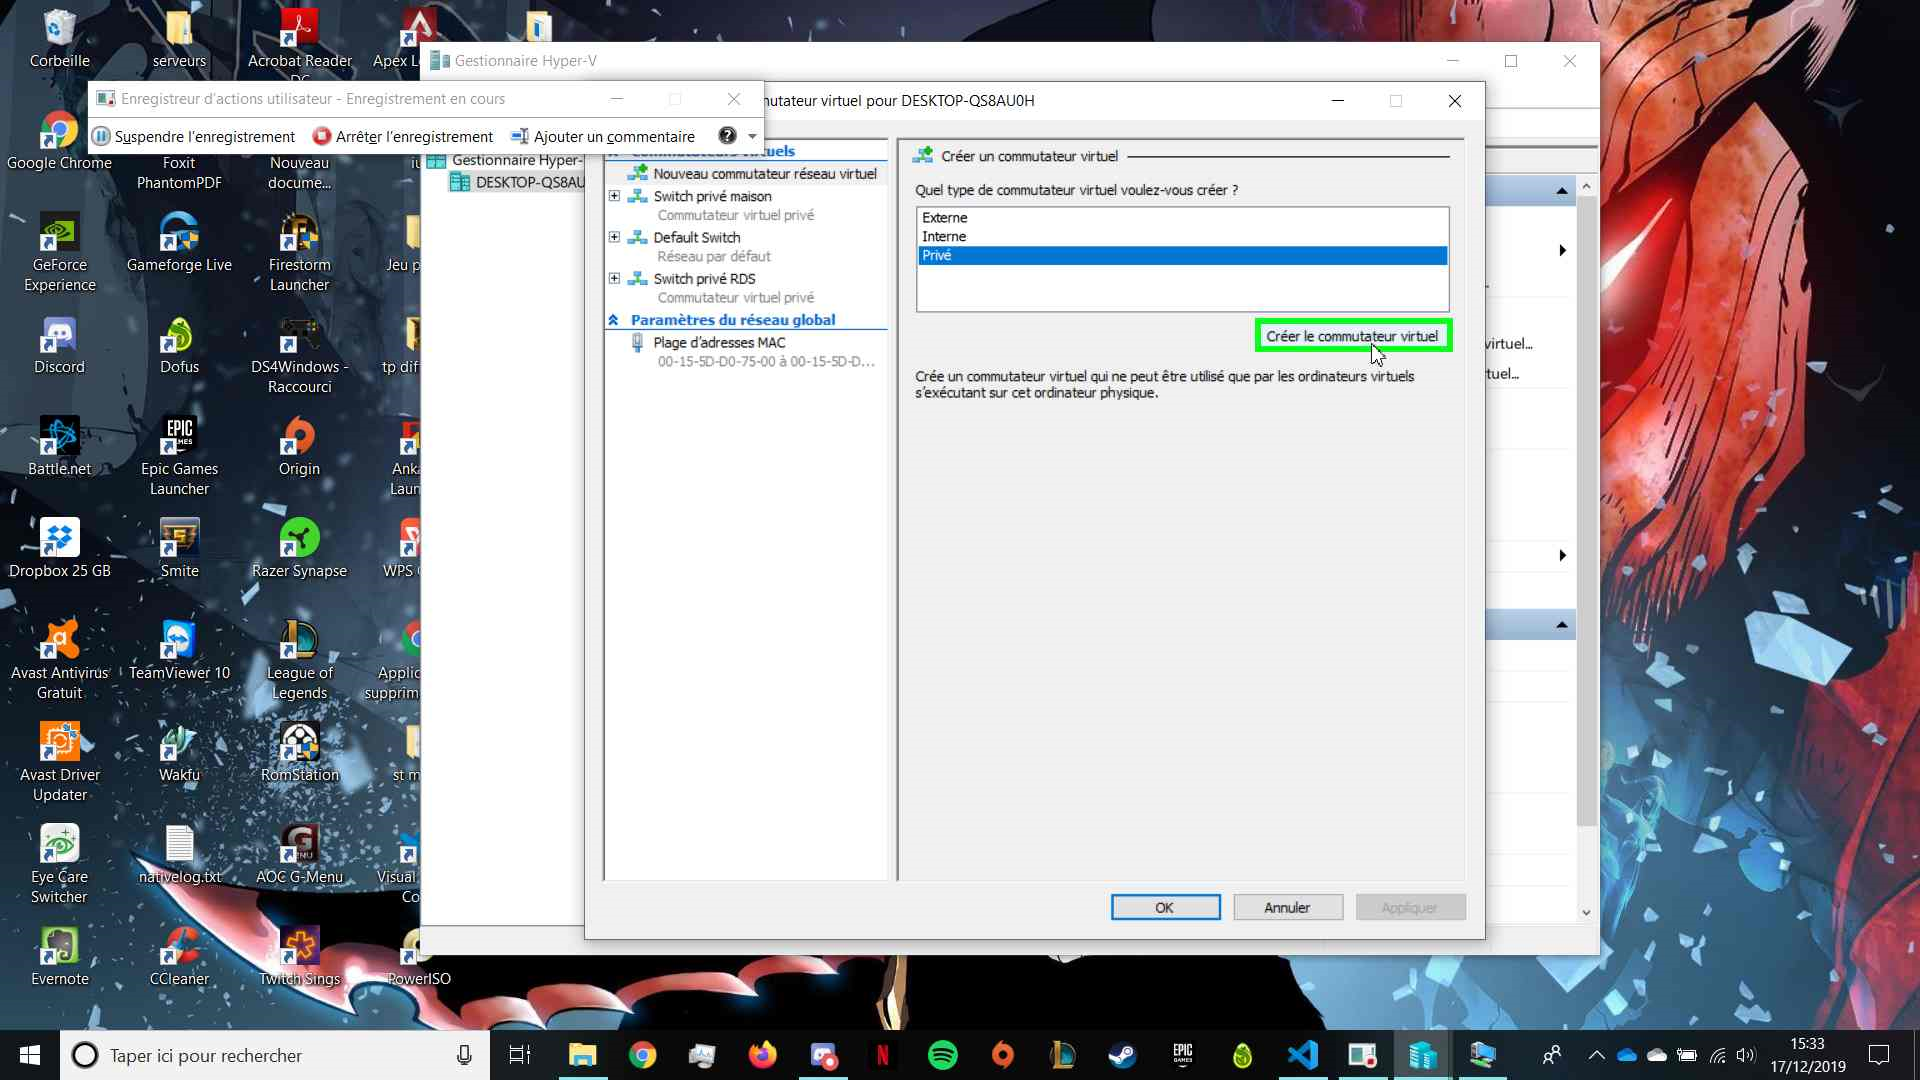 Corbeille
serveurs
Acrobat Reader
Apex L
Gestionnaire Hyper-V
Enregistreur d'actions utilisateur - Enregistrement en cours
mutateur virtuel pour DESKTOP-QS8AU0H
Suspendre l'enregistrement
Arrêter l'enregistrement
Ajouter un commentaire
Gestionnaire Hyper-
DESKTOP-QS8AU
Nouveau commutateur réseau virtuel
Switch privé maison
Commutateur virtuel privé
Default Switch
Réseau par défaut
Switch privé RDS
Commutateur virtuel privé
Paramètres du réseau global
Plage d'adresses MAC
00-15-5D-D0-75-00 à 00-15-5D-D...
Créer un commutateur virtuel
Quel type de commutateur virtuel voulez-vous créer ?
Externe
Interne
Privé
Créer le commutateur virtuel
Crée un commutateur virtuel qui ne peut être utilisé que par les ordinateurs virtuels
s'exécutant sur cet ordinateur physique.
virtuel...
tuel...
OK
Annuler
Appliquer
Google Chrome
Foxit
PhantomPDF
Nouveau
docume...
GeForce
Experience
Gameforge Live
Firestorm
Launcher
Jeu p
Discord
Dofus
DS4Windows -
Raccourci
tp dif
Battle.net
Epic Games
Launcher
Origin
Anka
Laun
Dropbox 25 GB
Smite
Razer Synapse
WPS
Avast Antivirus
Gratuit
TeamViewer 10
League of
Legends
Applic
supprim
Avast Driver
Updater
Wakfu
RomStation
st m
Eye Care
Switcher
nativelog.txt
AOC G-Menu
Visual
Co
Evernote
CCleaner
Twitch Sings
PowerISO
Taper ici pour rechercher
15:33
17/12/2019